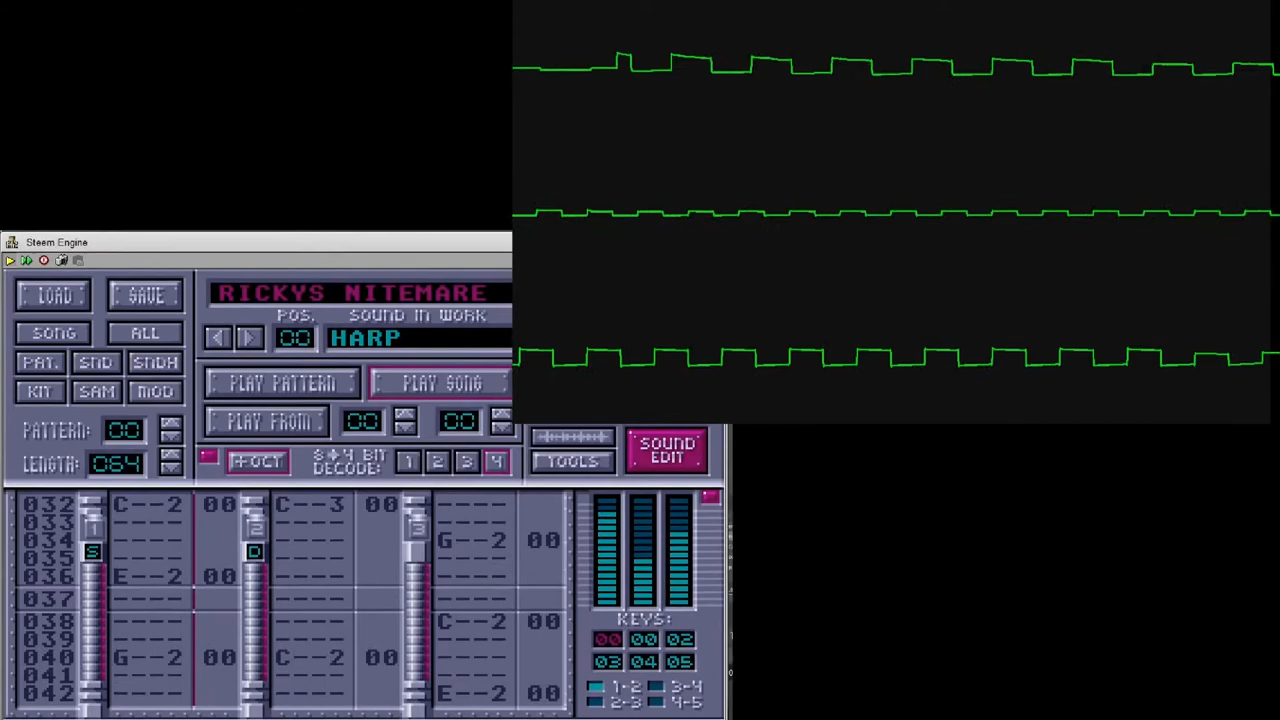 Steem Engine
LOAD SAVE RICKYS NITEMARE
POS. SOUND IN WORK
SONG ALL 00 HARP
PAT. SND SNDH
PLAY PATTERN PLAY SONG
KIT SAM MOD
PLAY FROM 00 00
PATTERN: 00
LENGTH: 064 +OCT 8→4 BIT DECODE: 1 2 3 4 TOOLS SOUND EDIT
032 C--2 00 C--3 00 ----
033 ---- ---- ----
034 ---- ---- G--2 00
035 ---- ---- ----
036 E--2 00 ---- ----
037 ---- ---- ----
038 ---- ---- C--2 00
039 ---- ---- ----
040 G--2 00 C--2 00 ----
041 ---- ---- ----
042 ---- ---- E--2 00
1 2 3
S D
KEYS:
00 00 02
03 04 05
1-2 3-4
2-3 4-5